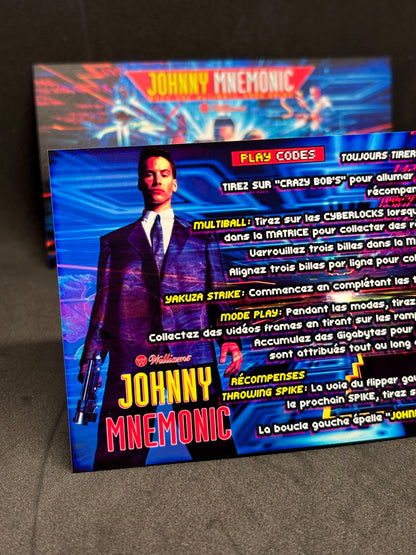 JOHNNY MNEMONIC
Williams
PLAY CODES
TOUJOURS TIRER
TIREZ SUR "CRAZY BOB'S" pour allumer
récompen
MULTIBALL: Tirez sur les CYBERLOCKS lorsq
dans la MATRICE pour collecter des r
Verrouillez trois billes dans la m
Alignez trois billes par ligne pour col
YAKUZA STRIKE: Commencez en complétant les t
MODE PLAY: Pendant les modes, tirez
Collectez des vidéos frames en tirant sur les ramp
Accumulez des Gigabytes pour
sont attribués tout au long
RÉCOMPENSES
THROWING SPIKE: La voie du flipper gau
le prochain SPIKE, tirez s
La boucle gauche épelle "JOHN
Williams
JOHNNY
MNEMONIC